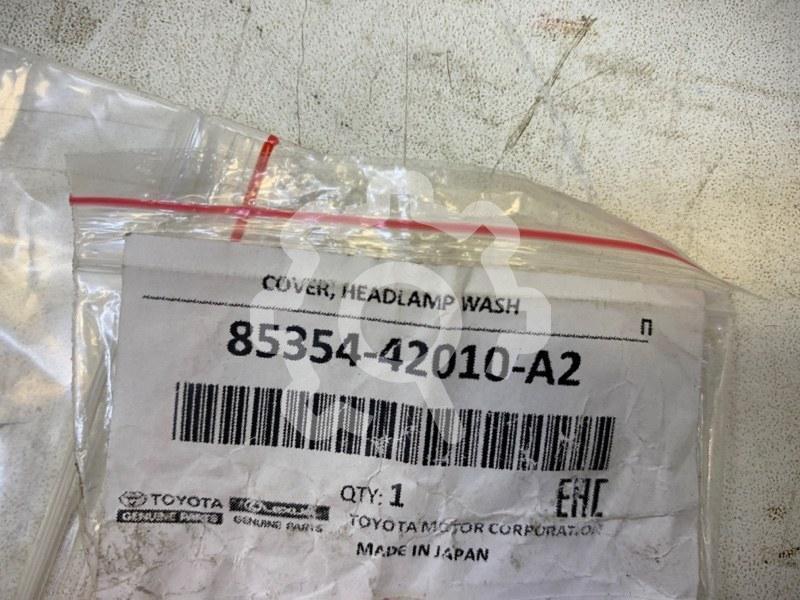 COVER, HEADLAMP WASH
П
85354-42010-A2
TOYOTA
GENUINE PARTS
LEXUS
GENUINE PARTS
QTY: 1
EAC
TOYOTA MOTOR CORPORATION
MADE IN JAPAN